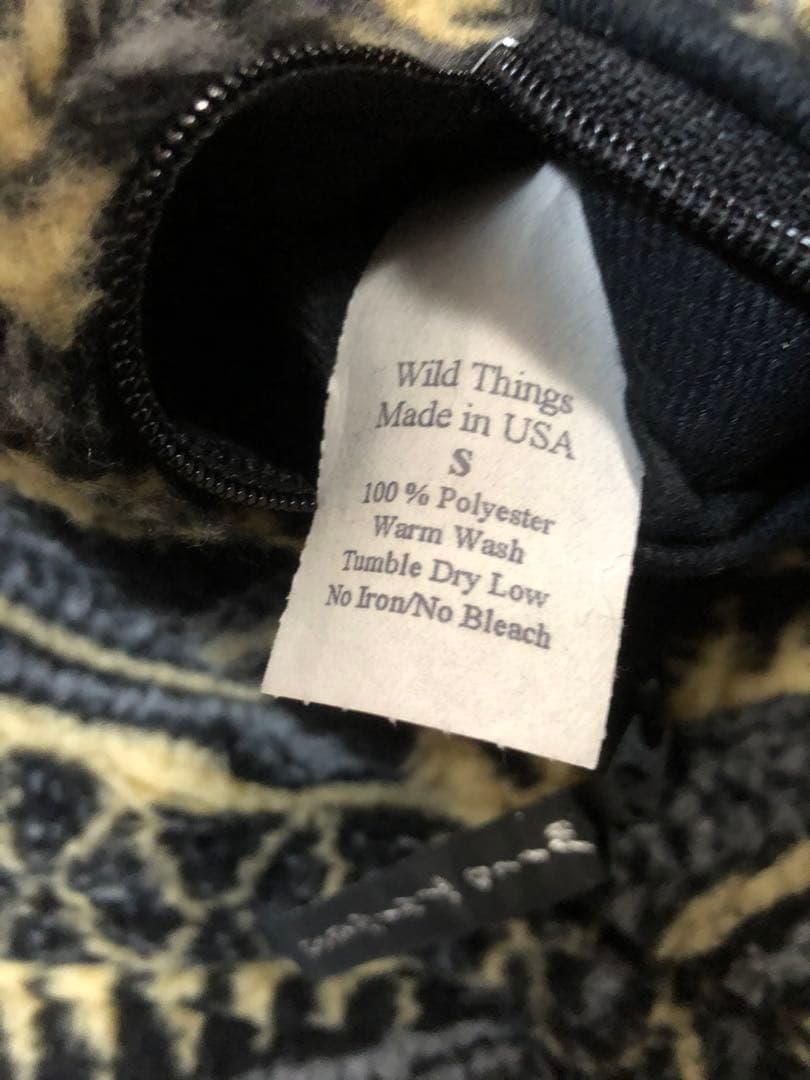 Wild Things
Made in USA
S
100 % Polyester
Warm Wash
Tumble Dry Low
No Iron/No Bleach